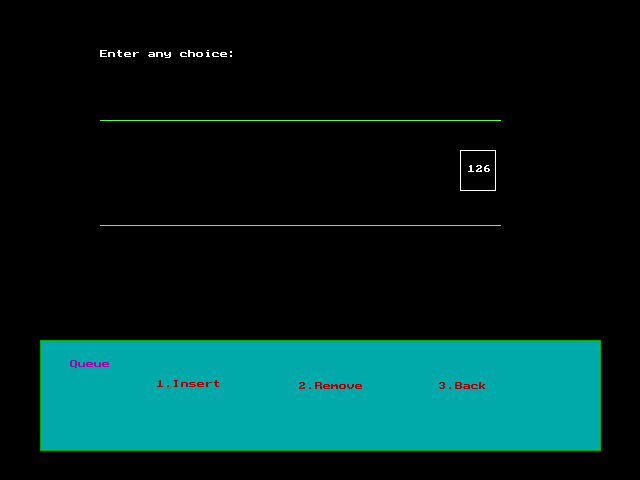 Enter any choice:
126
Queue
1.Insert 2.Remove 3.Back